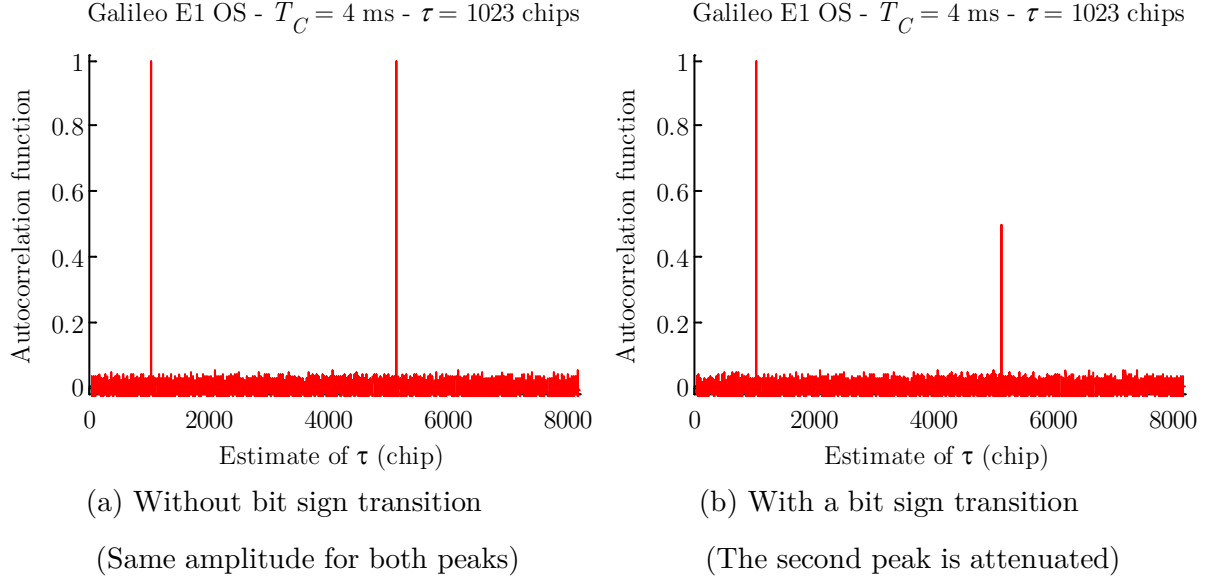 Galileo E1 OS - T_C = 4 ms - τ = 1023 chips
Autocorrelation function
1
0.8
0.6
0.4
0.2
0
0 2000 4000 6000 8000
Estimate of τ (chip)
(a) Without bit sign transition
(Same amplitude for both peaks)
Galileo E1 OS - T_C = 4 ms - τ = 1023 chips
Autocorrelation function
1
0.8
0.6
0.4
0.2
0
0 2000 4000 6000 8000
Estimate of τ (chip)
(b) With a bit sign transition
(The second peak is attenuated)